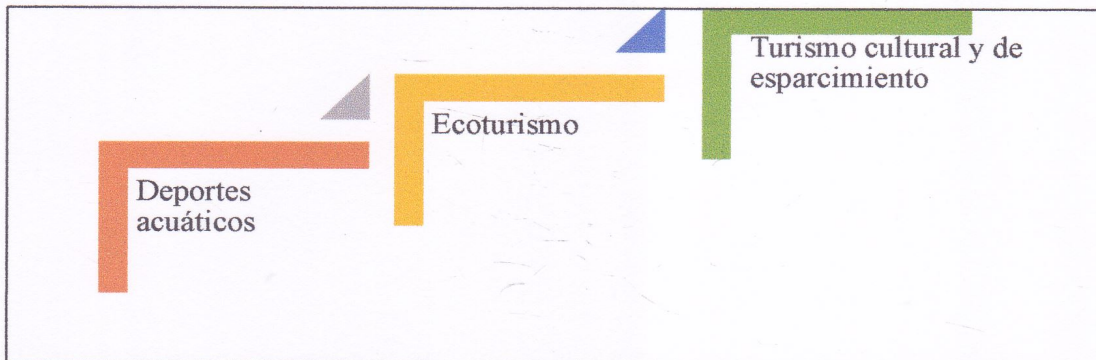 Deportes
acuáticos
Ecoturismo
Turismo cultural y de
esparcimiento